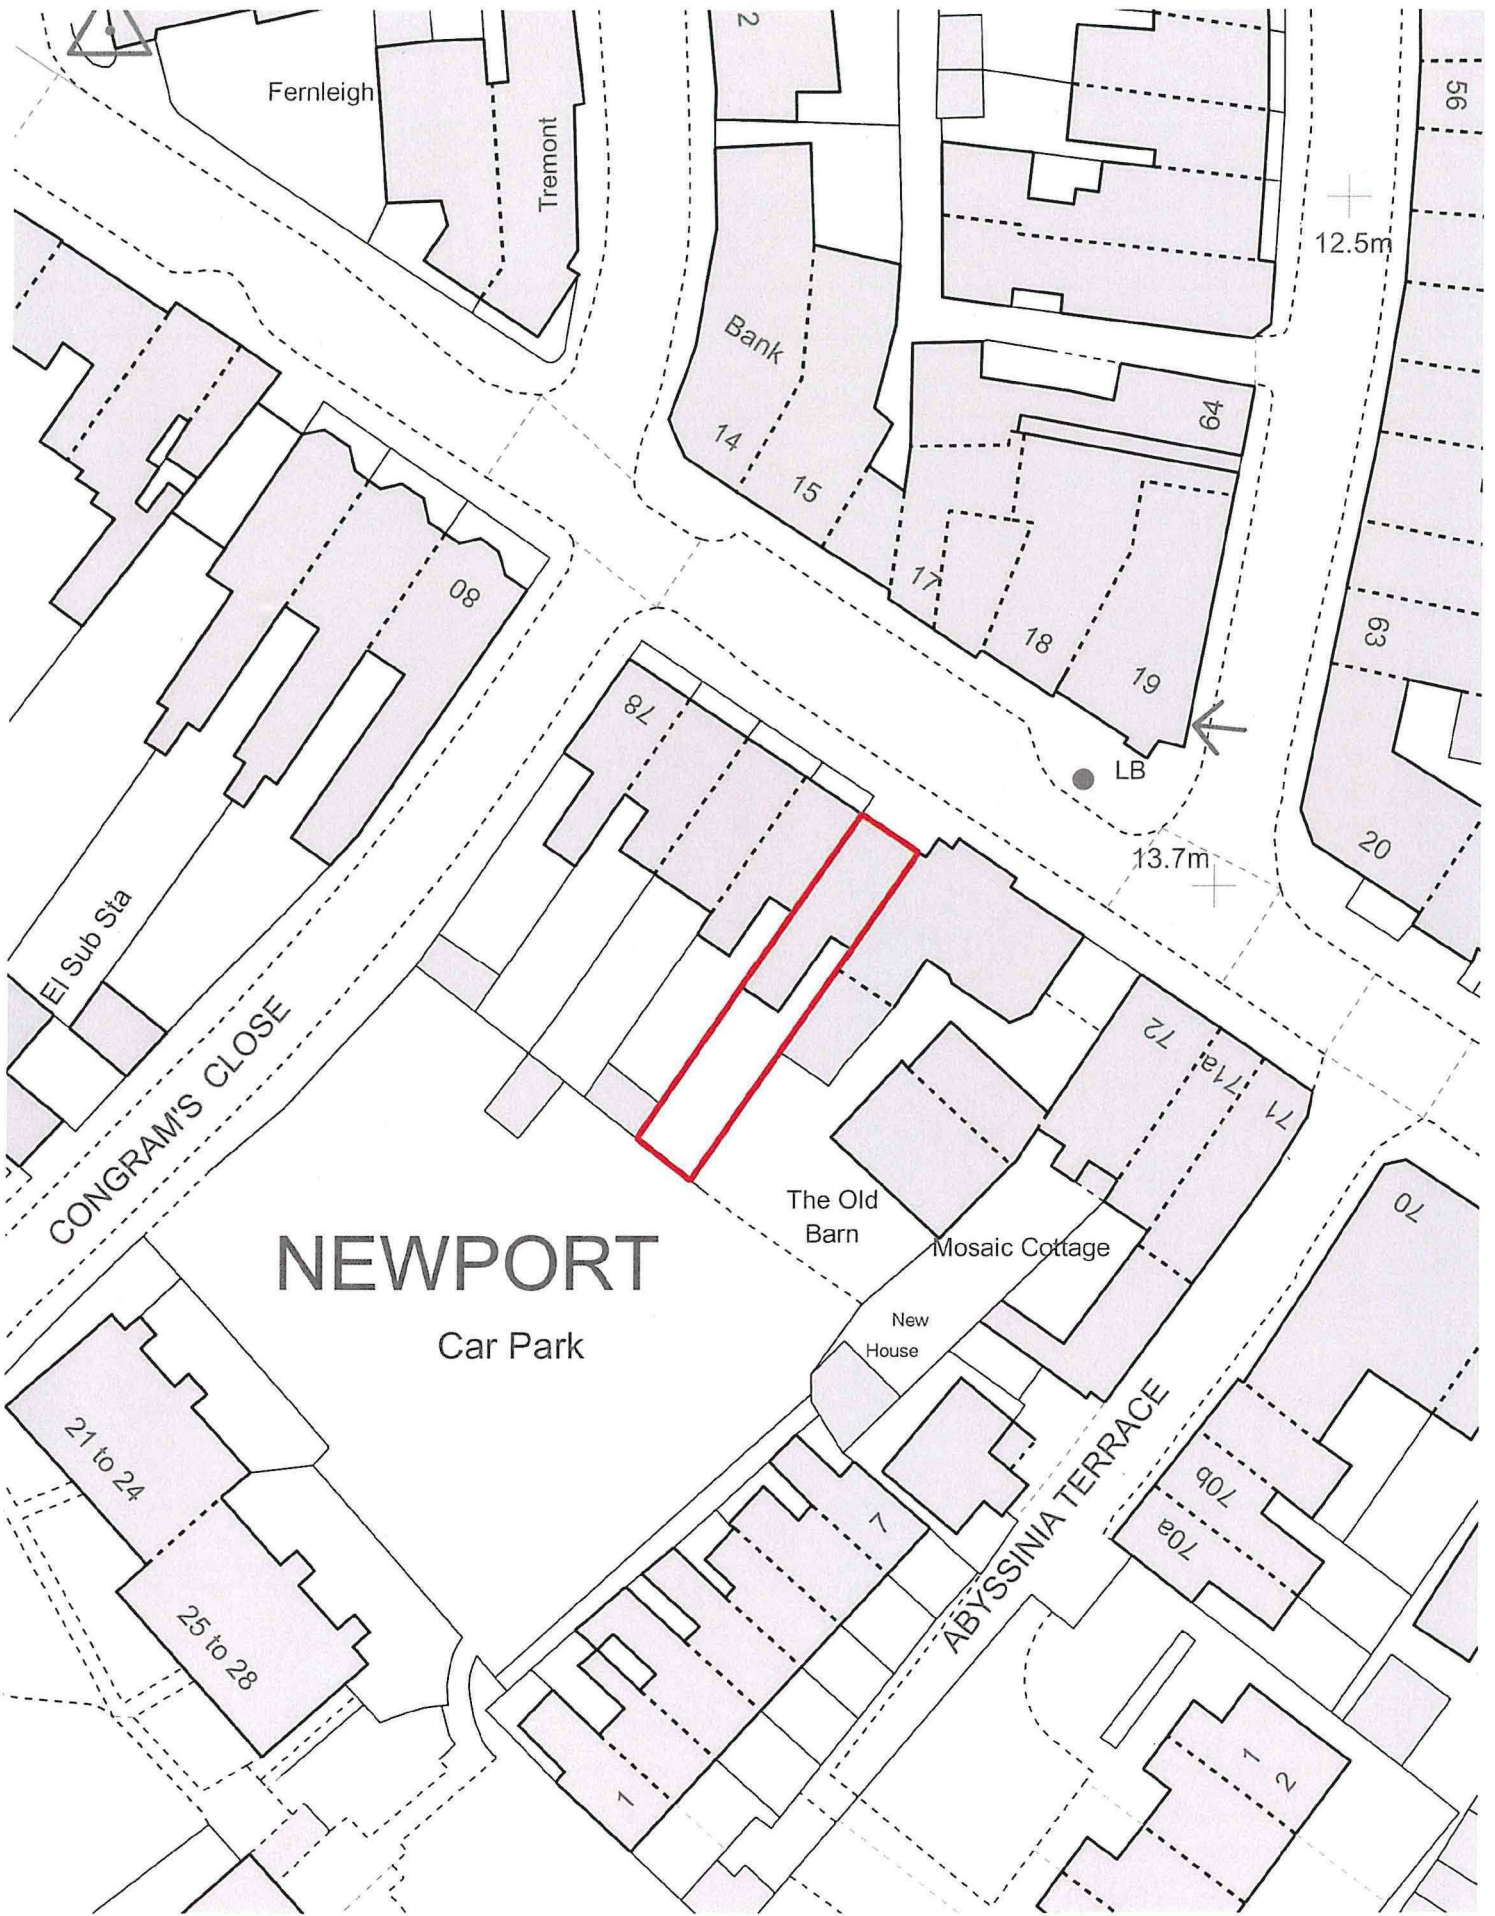 2
Fernleigh
56
Tremont
12.5m
Bank
64
14
15
80
17
63
18
19
78
LB
20
13.7m
El Sub Sta
72
71a
71
CONGRAM'S CLOSE
The Old
Barn
70
Mosaic Cottage
NEWPORT
Car Park
New
House
21 to 24
70b
7
70a
ABYSSINIA TERRACE
25 to 28
1
2
1